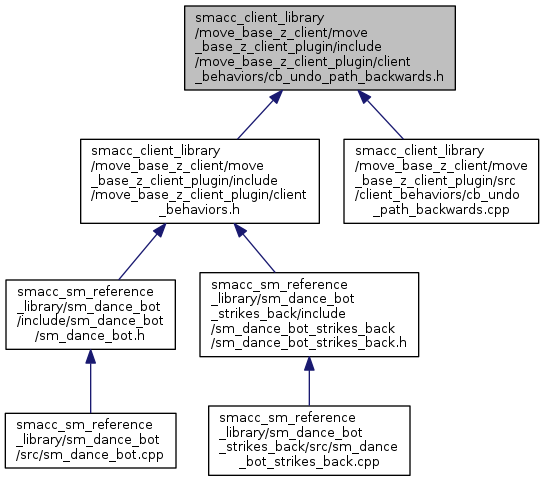 smacc_client_library
/move_base_z_client/move
_base_z_client_plugin/include
/move_base_z_client_plugin/client
_behaviors/cb_undo_path_backwards.h
smacc_client_library
/move_base_z_client/move
_base_z_client_plugin/include
/move_base_z_client_plugin/client
_behaviors.h
smacc_client_library
/move_base_z_client/move
_base_z_client_plugin/src
/client_behaviors/cb_undo
_path_backwards.cpp
smacc_sm_reference
_library/sm_dance_bot
/include/sm_dance_bot
/sm_dance_bot.h
smacc_sm_reference
_library/sm_dance_bot
_strikes_back/include
/sm_dance_bot_strikes_back
/sm_dance_bot_strikes_back.h
smacc_sm_reference
_library/sm_dance_bot
/src/sm_dance_bot.cpp
smacc_sm_reference
_library/sm_dance_bot
_strikes_back/src/sm_dance
_bot_strikes_back.cpp